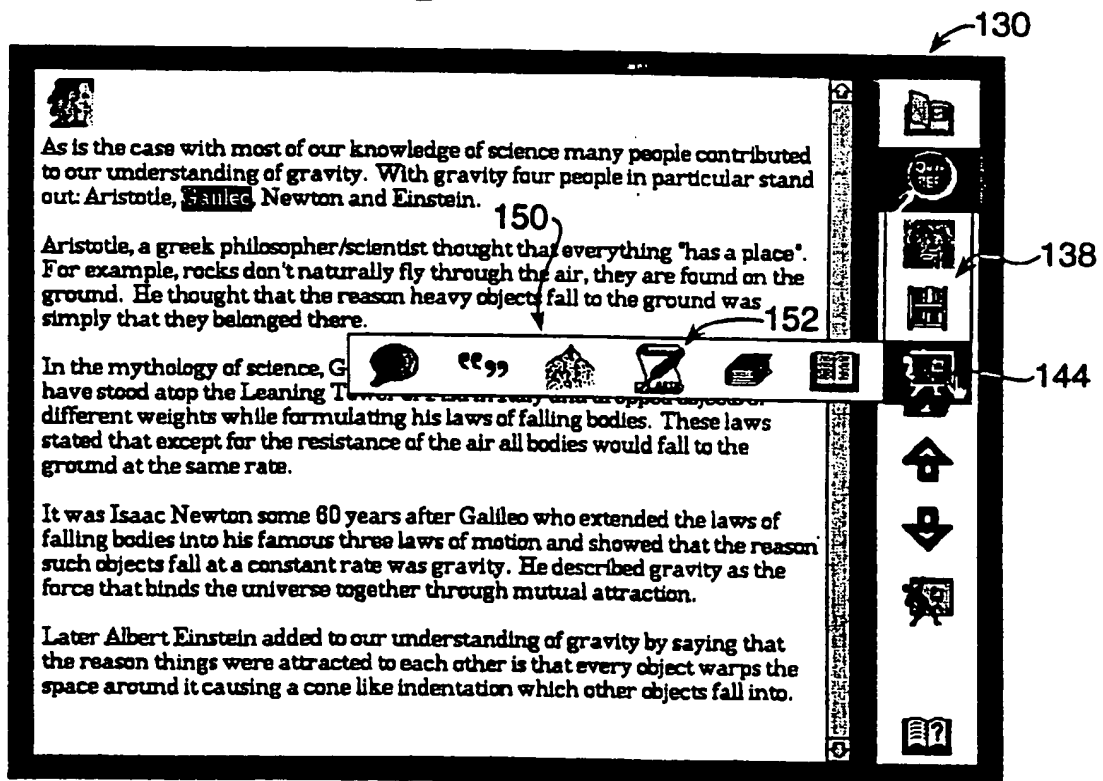 130
As is the case with most of our knowledge of science many people contributed
to our understanding of gravity. With gravity four people in particular stand
out: Aristotle, Galileo, Newton and Einstein.
150
Aristotle, a greek philosopher/scientist thought that everything "has a place".
For example, rocks don't naturally fly through the air, they are found on the
138
ground. He thought that the reason heavy objects fall to the ground was
simply that they belonged there.
152
“ ”
In the mythology of science, G
144
have stood atop the Leaning
different weights while formulating his laws of falling bodies. These laws
stated that except for the resistance of the air all bodies would fall to the
ground at the same rate.
It was Isaac Newton some 60 years after Galileo who extended the laws of
falling bodies into his famous three laws of motion and showed that the reason
such objects fall at a constant rate was gravity. He described gravity as the
force that binds the universe together through mutual attraction.
Later Albert Einstein added to our understanding of gravity by saying that
the reason things were attracted to each other is that every object warps the
space around it causing a cone like indentation which other objects fall into.
?